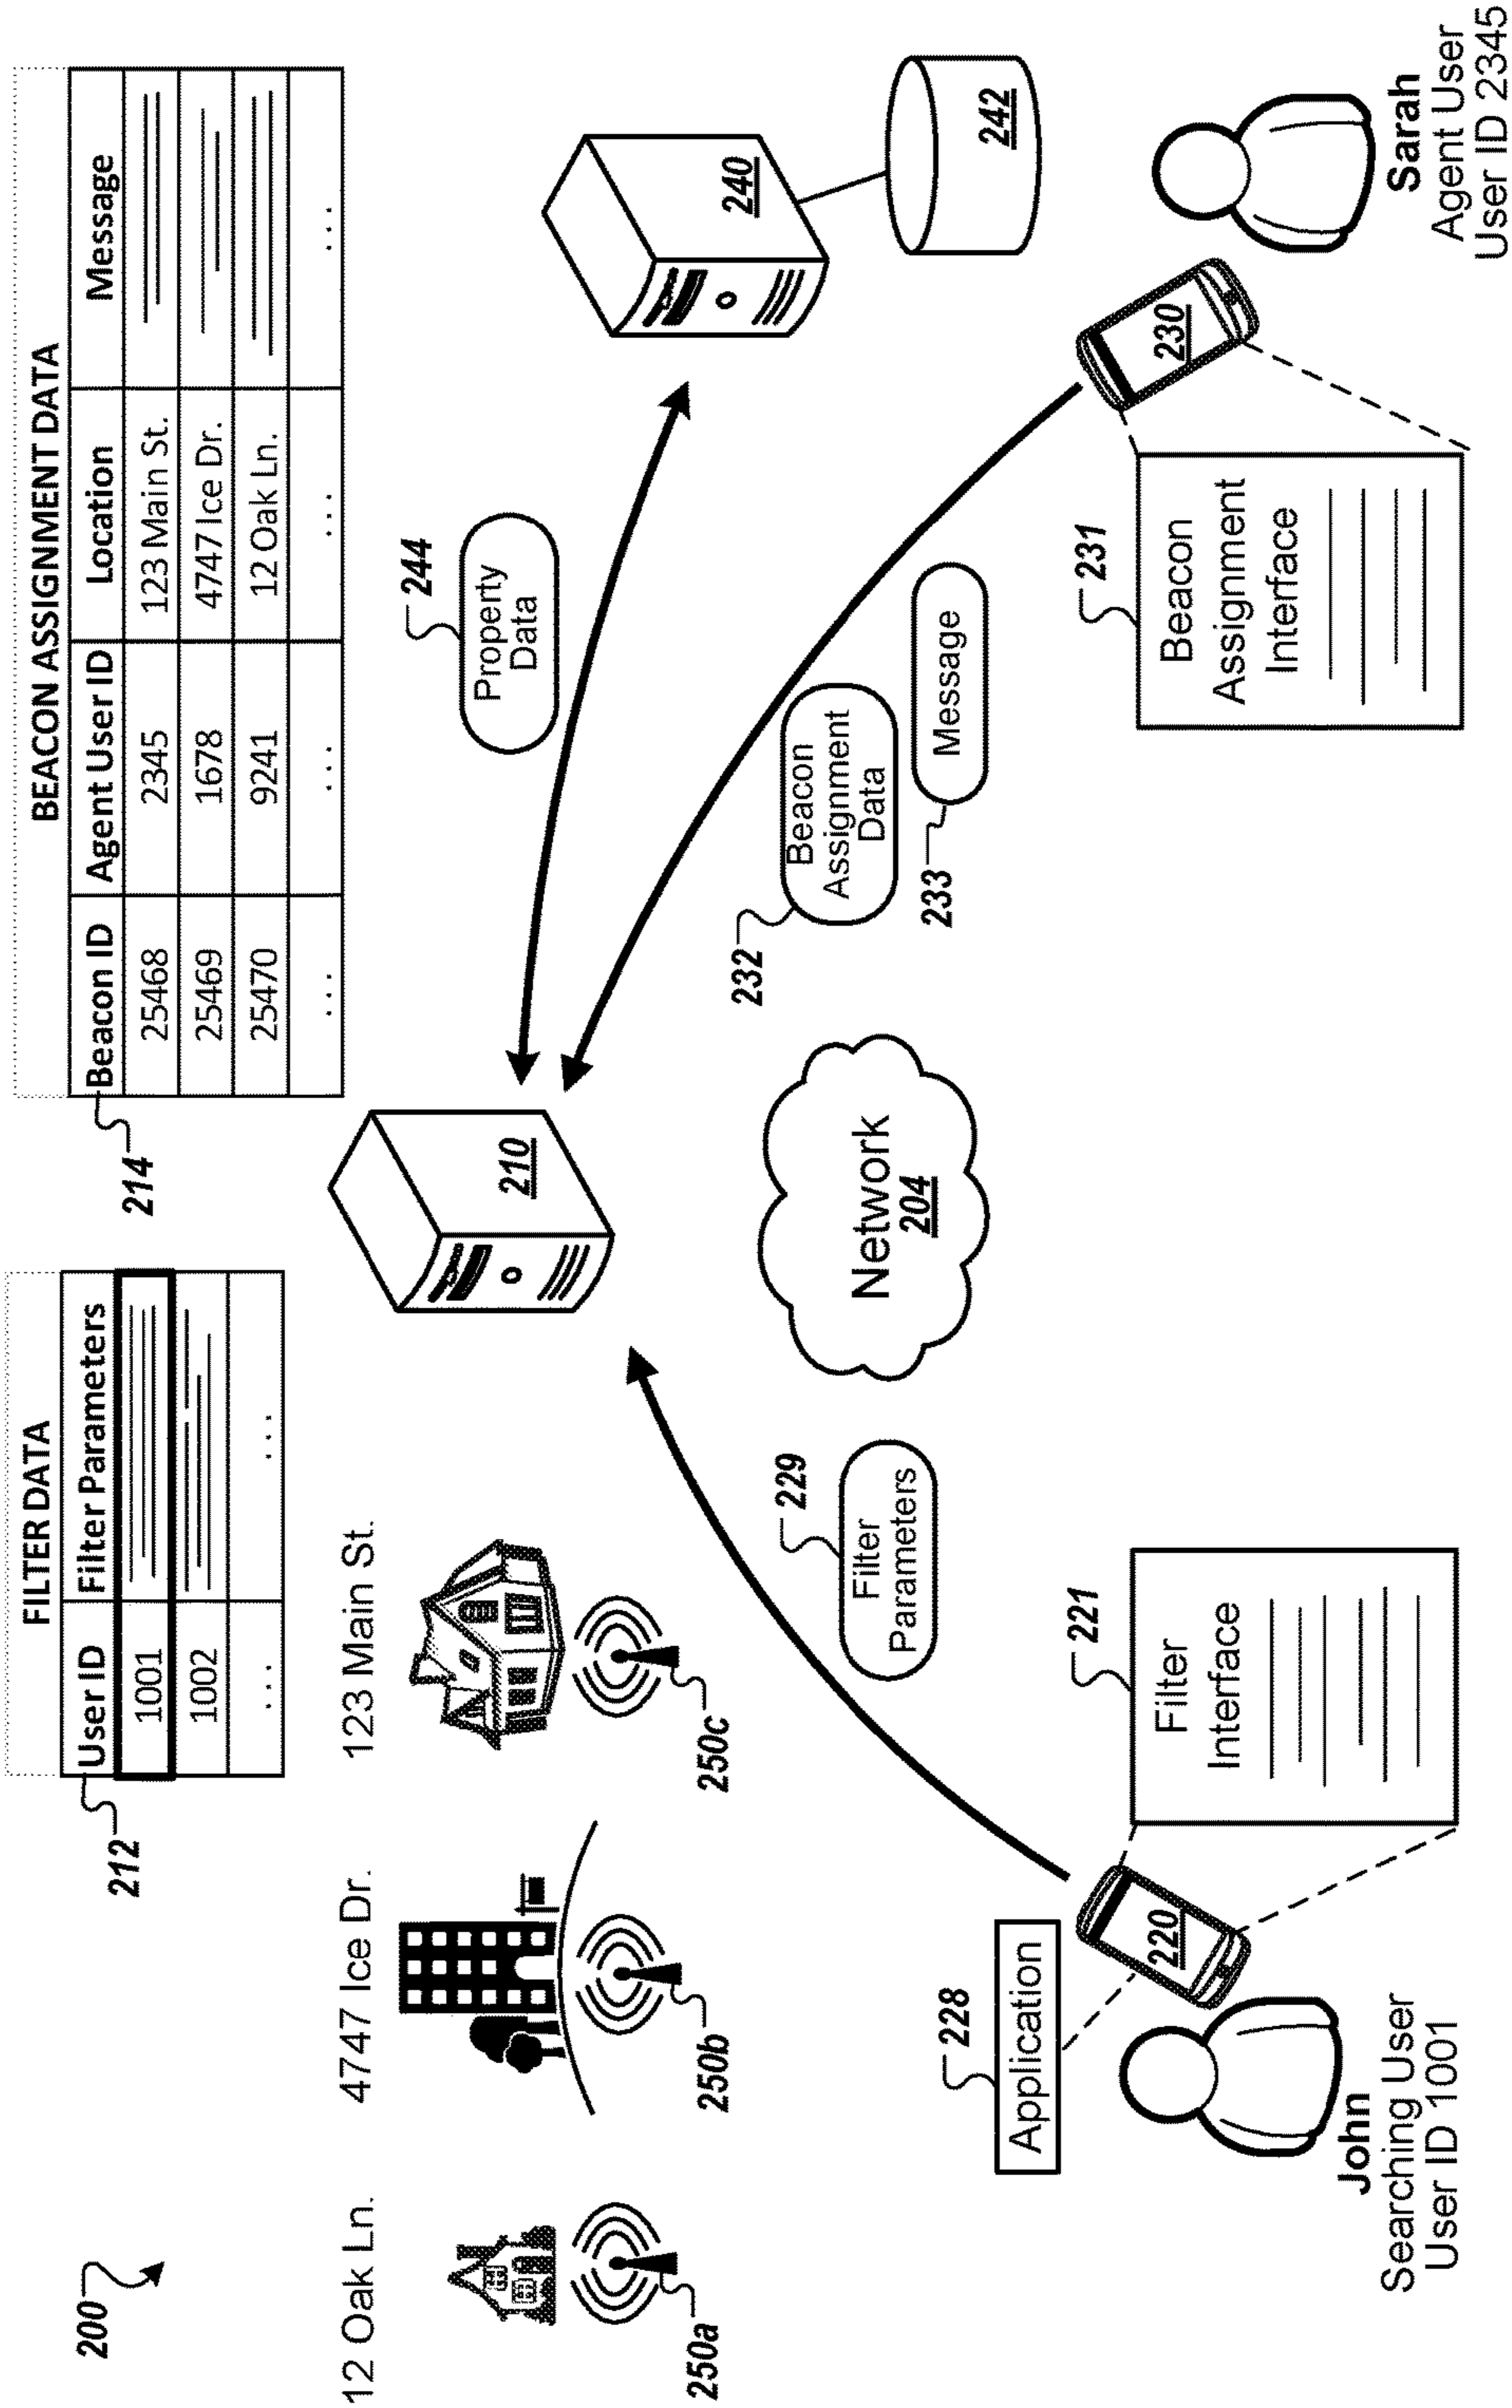 200
FILTER DATA
User ID Filter Parameters
1001
1002
... ...
212
BEACON ASSIGNMENT DATA
Beacon ID Agent User ID Location Message
25468 2345 123 Main St.
25469 1678 4747 Ice Dr.
25470 9241 12 Oak Ln.
... ... ... ...
214
12 Oak Ln.
4747 Ice Dr.
123 Main St.
250a
250b
250c
210
244
Property
Data
240
242
232
Beacon
Assignment
Data
233
Message
Network
204
229
Filter
Parameters
228
Application
220
221
Filter
Interface
231
Beacon
Assignment
Interface
230
John
Searching User
User ID 1001
Sarah
Agent User
User ID 2345